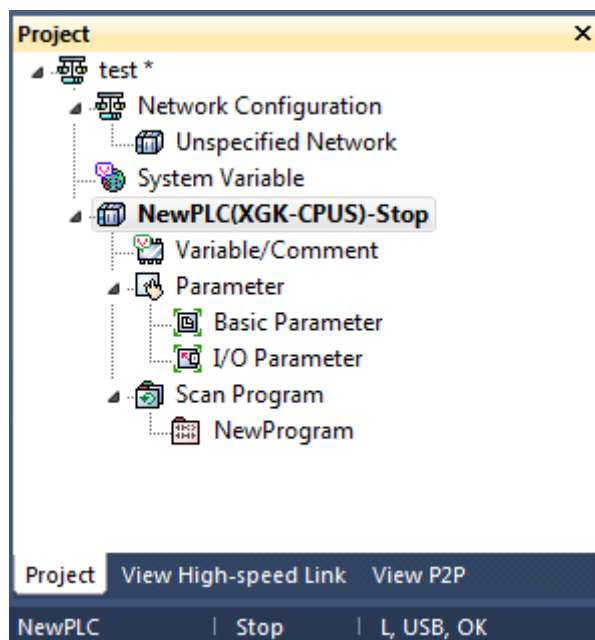 Project
test *
Network Configuration
Unspecified Network
System Variable
NewPLC(XGK-CPUS)-Stop
Variable/Comment
Parameter
Basic Parameter
I/O Parameter
Scan Program
NewProgram
Project View High-speed Link View P2P
NewPLC Stop L, USB, OK